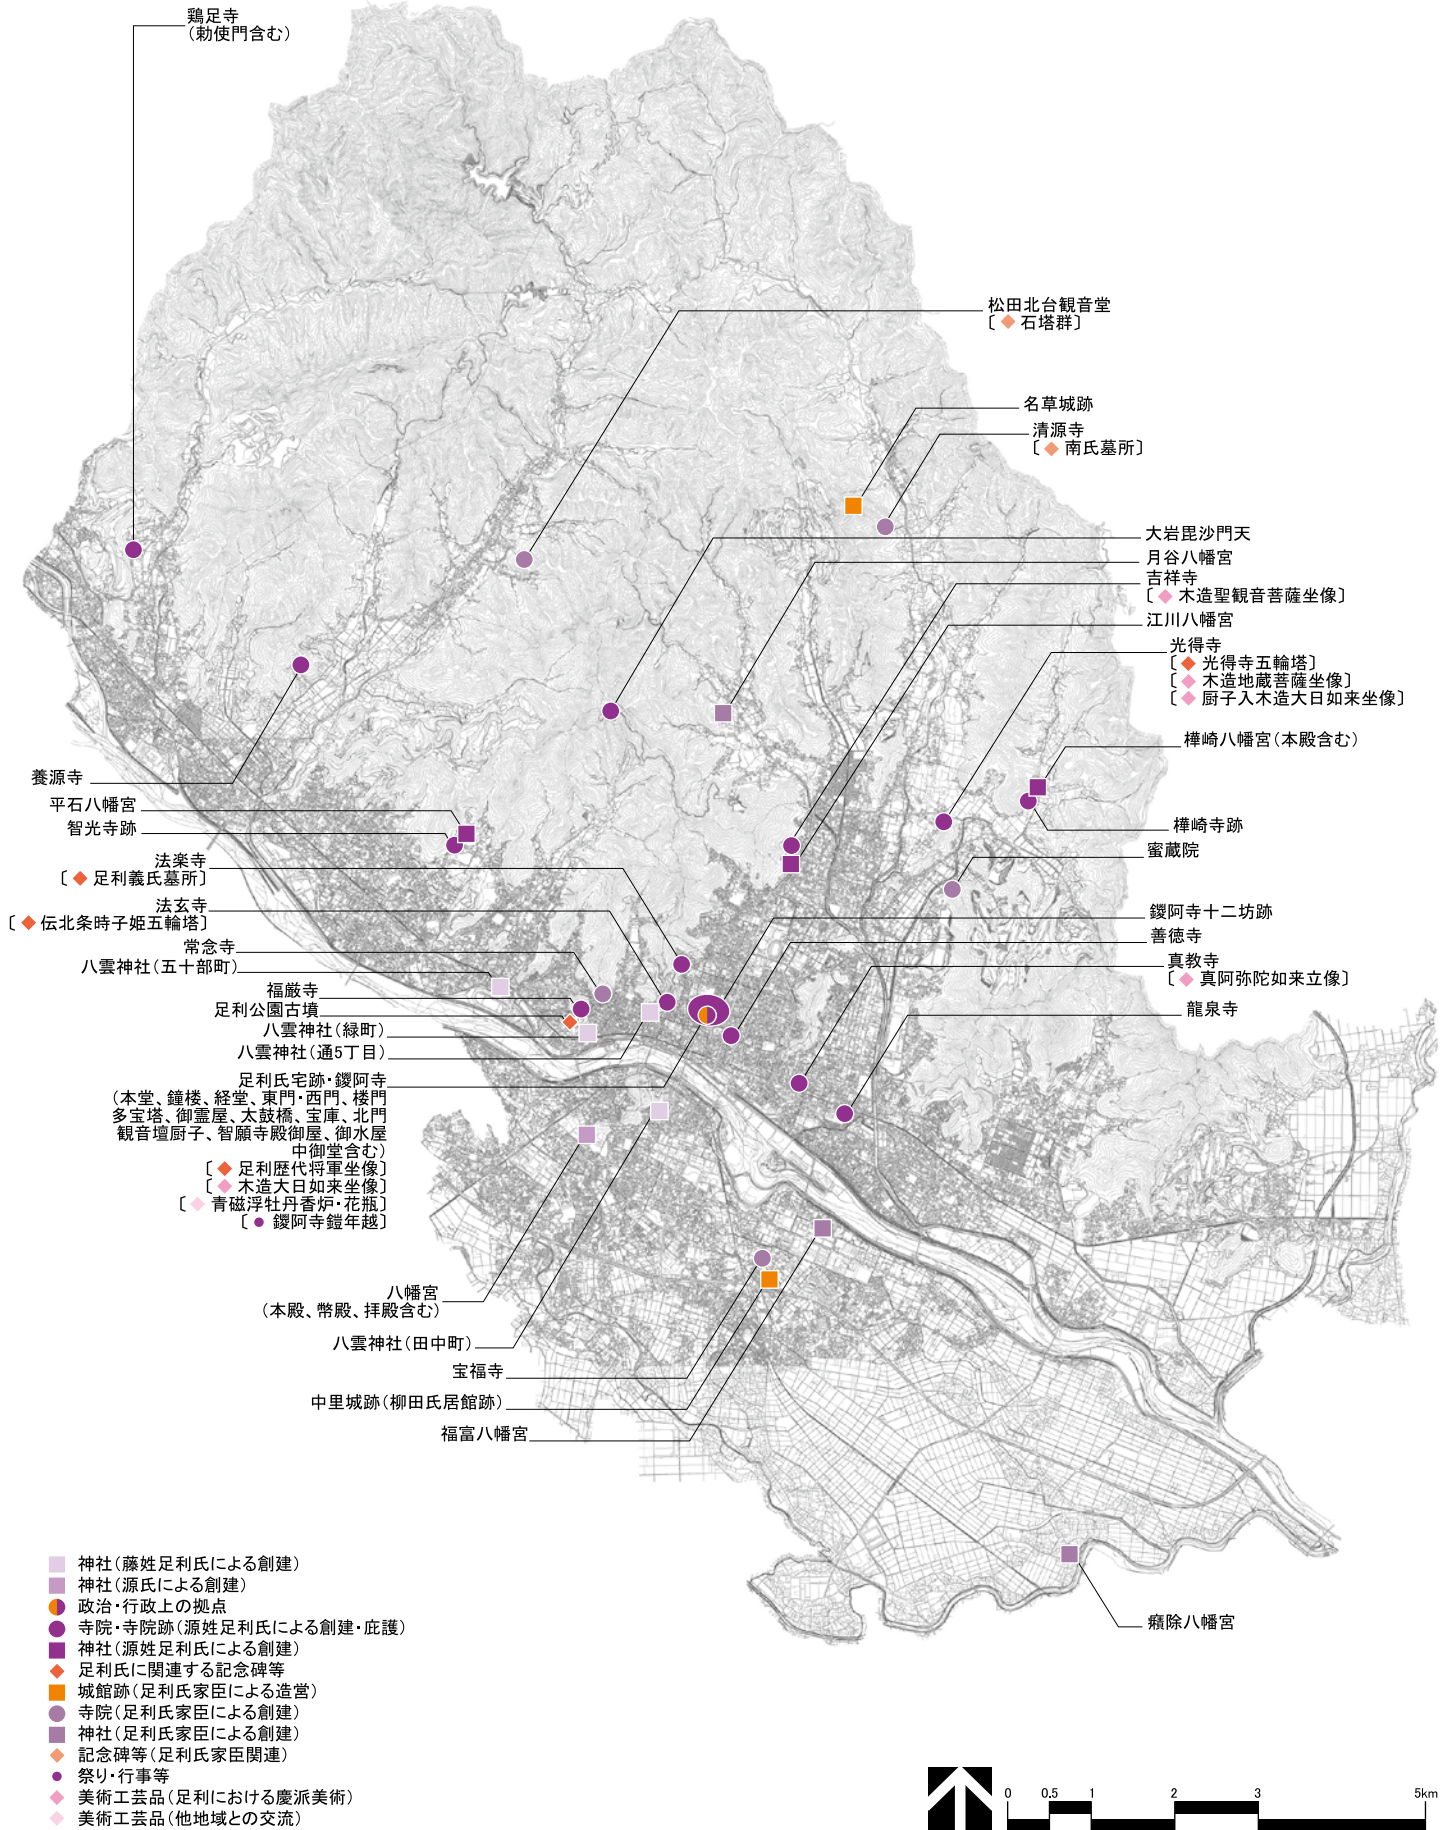 鶏足寺
(勅使門含む)
松田北台観音堂
〔◆石塔群〕
名草城跡
清源寺
〔◆南氏墓所〕
大岩毘沙門天
月谷八幡宮
吉祥寺
〔◆木造聖観音菩薩坐像〕
江川八幡宮
光得寺
〔◆光得寺五輪塔〕
〔◆木造地蔵菩薩坐像〕
〔◆厨子入木造大日如来坐像〕
樺崎八幡宮(本殿含む)
樺崎寺跡
蜜蔵院
鑁阿寺十二坊跡
善徳寺
真教寺
〔◆真阿弥陀如来立像〕
龍泉寺
養源寺
平石八幡宮
智光寺跡
法楽寺
〔◆足利義氏墓所〕
法玄寺
〔◆伝北条時子姫五輪塔〕
常念寺
八雲神社(五十部町)
福厳寺
足利公園古墳
八雲神社(緑町)
八雲神社(通5丁目)
足利氏宅跡・鑁阿寺
(本堂、鐘楼、経堂、東門・西門、楼門
多宝塔、御霊屋、太鼓橋、宝庫、北門
観音壇厨子、智願寺殿御屋、御水屋
中御堂含む)
〔◆足利歴代将軍坐像〕
〔◆木造大日如来坐像〕
〔◆青磁浮牡丹香炉・花瓶〕
〔●鑁阿寺鎧年越〕
八幡宮
(本殿、幣殿、拝殿含む)
八雲神社(田中町)
宝福寺
中里城跡(柳田氏居館跡)
福富八幡宮
癪除八幡宮
神社(藤姓足利氏による創建)
神社(源氏による創建)
政治・行政上の拠点
寺院・寺院跡(源姓足利氏による創建・庇護)
神社(源姓足利氏による創建)
足利氏に関連する記念碑等
城館跡(足利氏家臣による造営)
寺院(足利氏家臣による創建)
神社(足利氏家臣による創建)
記念碑等(足利氏家臣関連)
祭り・行事等
美術工芸品(足利における慶派美術)
美術工芸品(他地域との交流)
0 0.5 1 2 3 5km